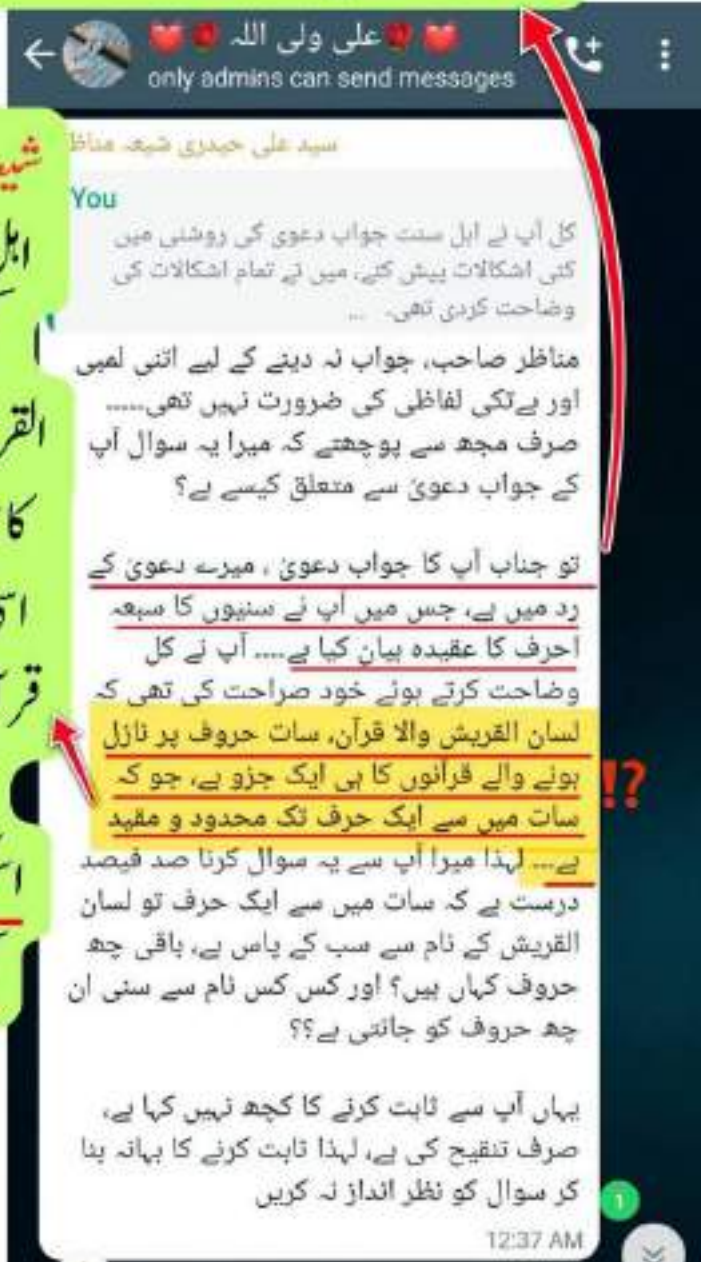 علی ولی اللہ
only admins can send messages
سید علی حیدری شیعہ
You
کل آپ نے اہل سنت جواب دعوی کی روشنی میں
کئی اشکالات پیش کئے، میں نے تمام اشکالات کی
وضاحت کردی تھی۔ ...
مناظر صاحب، جواب نہ دینے کے لیے اتنی لمبی
اور بےتکی لفاظی کی ضرورت نہیں تھی.....
صرف مجھ سے پوچھتے کہ میرا یہ سوال آپ
کے جواب دعویٰ سے متعلق کیسے ہے؟
تو جناب آپ کا جواب دعویٰ ، میرے دعویٰ کے
رد میں ہے، جس میں آپ نے سنیوں کا سبعہ
احرف کا عقیدہ بیان کیا ہے.... آپ نے کل
وضاحت کرتے ہوئے خود صراحت کی تھی کہ
لسان القریش والا قرآن، سات حروف پر نازل
ہونے والے قرآنوں کا ہی ایک جزو ہے، جو کہ
سات میں سے ایک حرف تک محدود و مقید
ہے... لہذا میرا آپ سے یہ سوال کرنا صد فیصد
درست ہے کہ سات میں سے ایک حرف تو لسان
القریش کے نام سے سب کے پاس ہے، باقی چھ
حروف کہاں ہیں؟ اور کس کس نام سے سنی ان
چھ حروف کو جانتی ہے؟؟
یہاں آپ سے ثابت کرنے کا کچھ نہیں کہا ہے،
صرف تنقیح کی ہے، لہذا ثابت کرنے کا بہانہ بنا
کر سوال کو نظر انداز نہ کریں
12:37 AM
!?
1
القر
کا